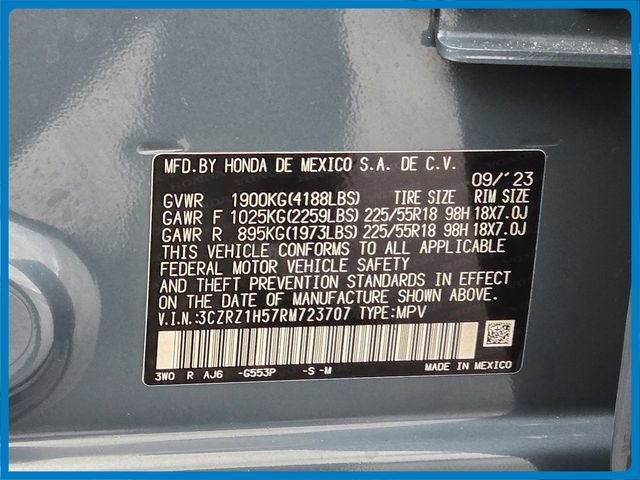 MFD.BY HONDA DE MEXICO S.A. DE C.V.
09/'23
GVWR 1900KG(4188LBS) TIRE SIZE RIM SIZE
GAWR F 1025KG(2259LBS) 225/55R18 98H 18X7.0J
GAWR R 895KG(1973LBS) 225/55R18 98H 18X7.0J
THIS VEHICLE CONFORMS TO ALL APPLICABLE
FEDERAL MOTOR VEHICLE SAFETY
AND THEFT PREVENTION STANDARDS IN EFFECT
ON THE DATE OF MANUFACTURE SHOWN ABOVE.
V.I.N.:3CZRZ1H57RM723707 TYPE:MPV
3W0 R AJ6 -G553P -S -M MADE IN MEXICO